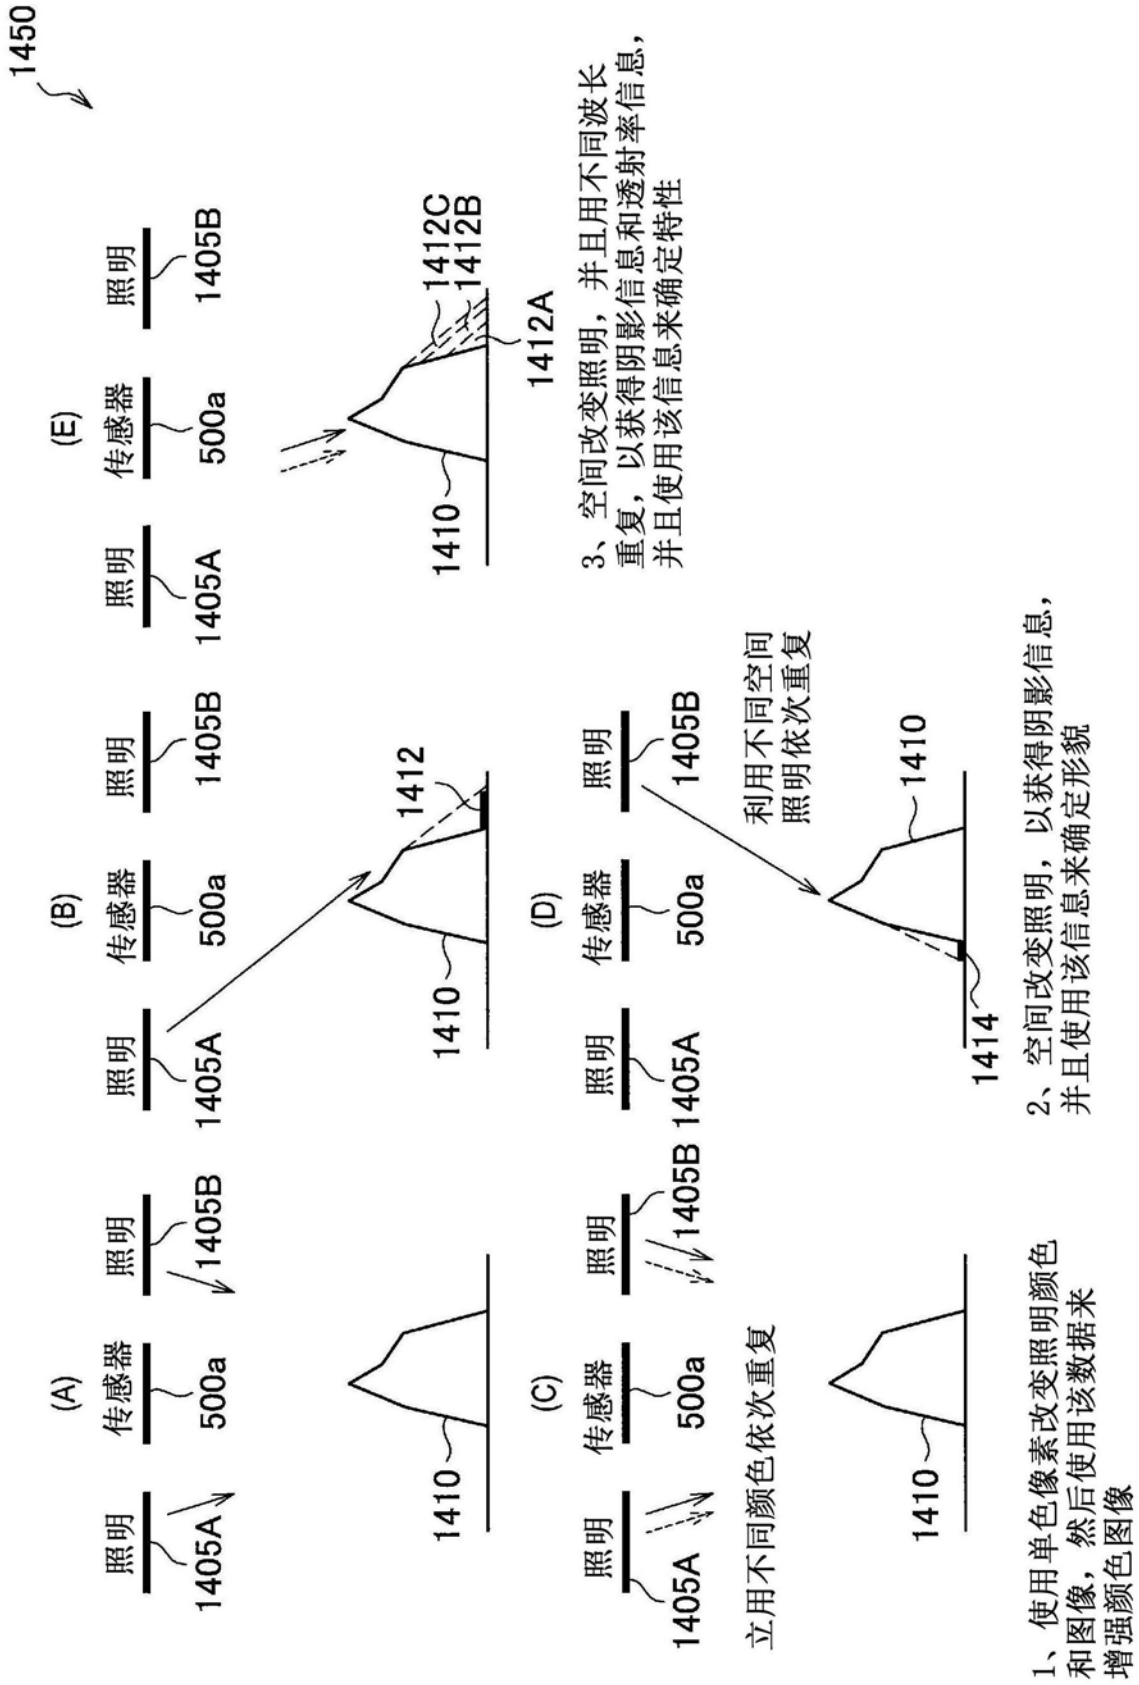 1450
(A)
照明
传感器
照明
1405A
500a
1405B
1410
(B)
照明
传感器
照明
1405A
500a
1405B
1410
1412
(E)
照明
传感器
照明
1405A
500a
1405B
1410
1412C
1412B
1412A
3、空间改变照明，并且用不同波长
重复，以获得阴影信息和透射率信息，
并且使用该信息来确定特性
(C)
照明
传感器
照明
1405A
500a
1405B
立用不同颜色依次重复
1410
1、使用单色像素改变照明颜色
和图像，然后使用该数据来
增强颜色图像
(D)
照明
传感器
照明
1405A
500a
1405B
利用不同空间
照明依次重复
1410
1414
2、空间改变照明，以获得阴影信息，
并且使用该信息来确定形貌